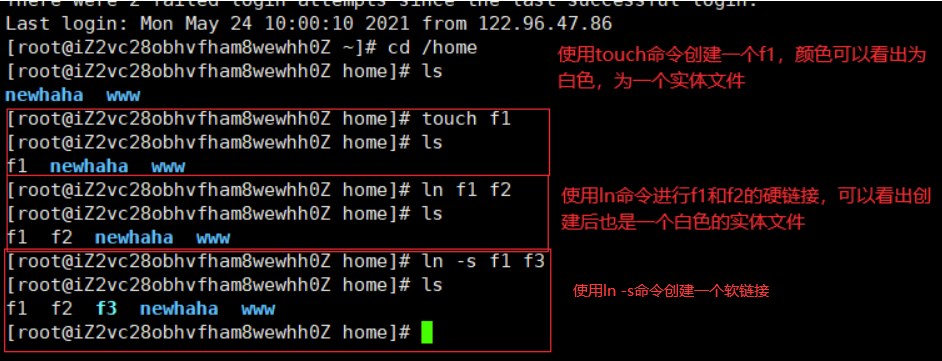 There were 2 failed login attempts since the last successful login.
Last login: Mon May 24 10:00:10 2021 from 122.96.47.86
[root@iZ2vc28obhvfham8wewhh0Z ~]# cd /home
[root@iZ2vc28obhvfham8wewhh0Z home]# ls
newhaha www
使用touch命令创建一个f1，颜色可以看出为
白色，为一个实体文件
[root@iZ2vc28obhvfham8wewhh0Z home]# touch f1
[root@iZ2vc28obhvfham8wewhh0Z home]# ls
f1 newhaha www
[root@iZ2vc28obhvfham8wewhh0Z home]# ln f1 f2
[root@iZ2vc28obhvfham8wewhh0Z home]# ls
f1 f2 newhaha www
使用ln命令进行f1和f2的硬链接，可以看出创
建后也是一个白色的实体文件
[root@iZ2vc28obhvfham8wewhh0Z home]# ln -s f1 f3
[root@iZ2vc28obhvfham8wewhh0Z home]# ls
f1 f2 f3 newhaha www
[root@iZ2vc28obhvfham8wewhh0Z home]#
使用ln -s命令创建一个软链接